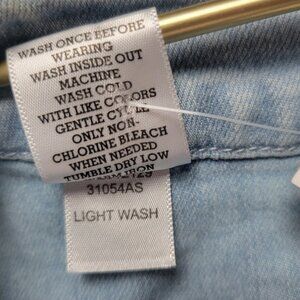 WASH ONCE BEFORE
WEARING
WASH INSIDE OUT
MACHINE
WASH COLD
WITH LIKE COLORS
GENTLE CYCLE
ONLY NON-
CHLORINE BLEACH
WHEN NEEDED
TUMBLE DRY LOW
31054AS
LIGHT WASH